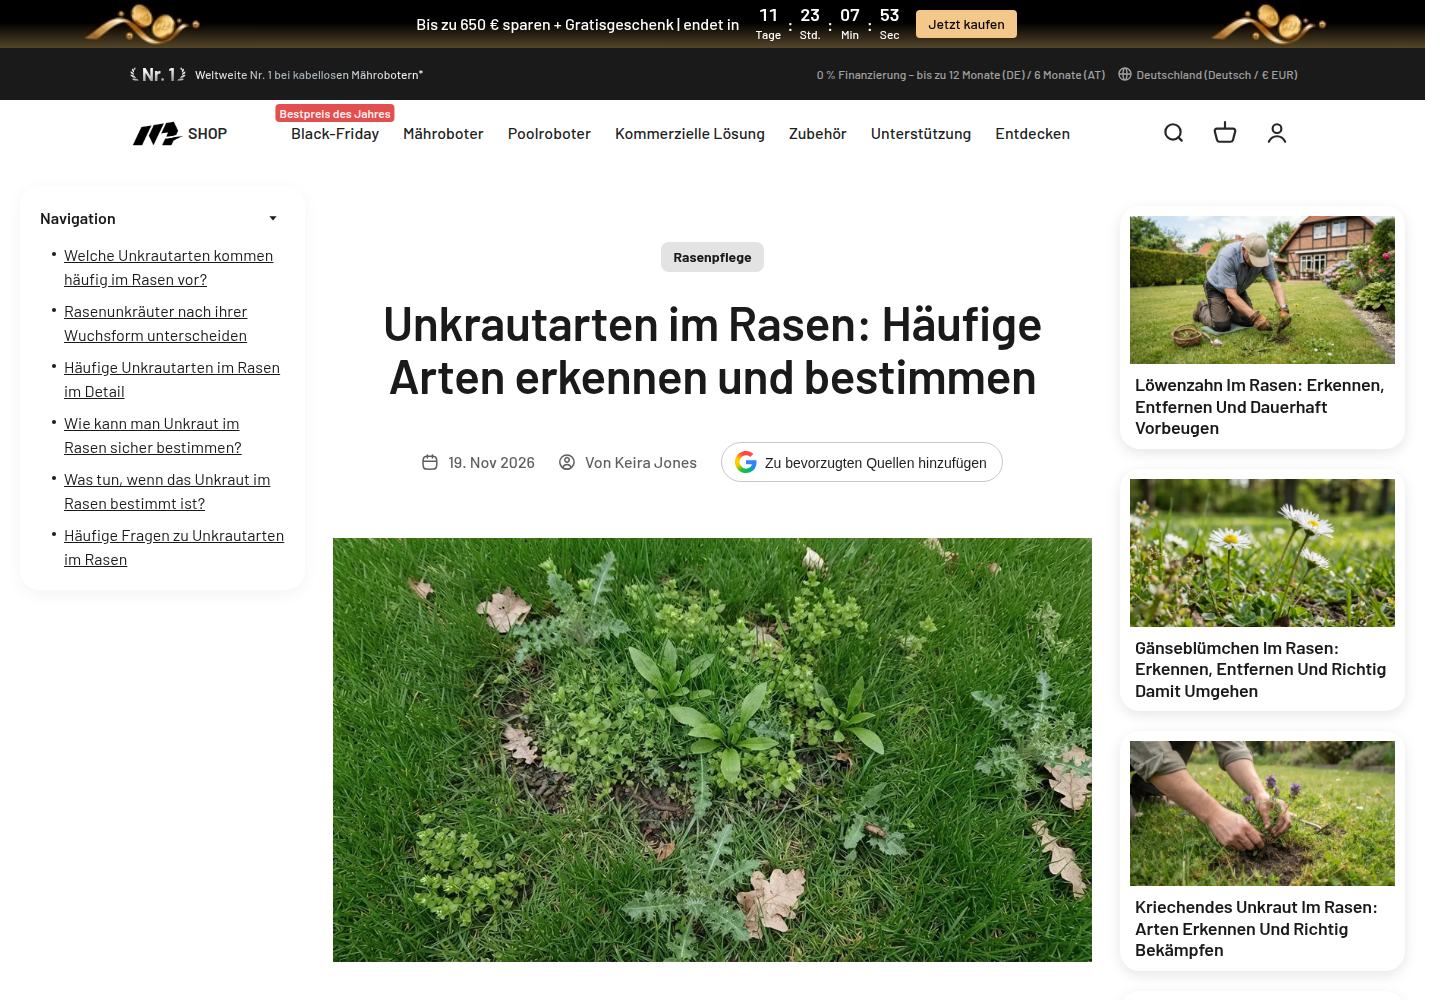 Bis zu 650 € sparen + Gratisgeschenk | endet in
11 : 23 : 07 : 53
Tage Std. Min Sec
Jetzt kaufen
Nr. 1
Weltweite Nr. 1 bei kabellosen Mährobotern*
0 % Finanzierung – bis zu 12 Monate (DE) / 6 Monate (AT)
Deutschland (Deutsch / € EUR)
Bestpreis des Jahres
SHOP
Black-Friday
Mähroboter
Poolroboter
Kommerzielle Lösung
Zubehör
Unterstützung
Entdecken
Navigation
• Welche Unkrautarten kommen
häufig im Rasen vor?
• Rasenunkräuter nach ihrer
Wuchsform unterscheiden
• Häufige Unkrautarten im Rasen
im Detail
• Wie kann man Unkraut im
Rasen sicher bestimmen?
• Was tun, wenn das Unkraut im
Rasen bestimmt ist?
• Häufige Fragen zu Unkrautarten
im Rasen
Rasenpflege
Unkrautarten im Rasen: Häufige
Arten erkennen und bestimmen
19. Nov 2026
Von Keira Jones
Zu bevorzugten Quellen hinzufügen
Löwenzahn Im Rasen: Erkennen,
Entfernen Und Dauerhaft
Vorbeugen
Gänseblümchen Im Rasen:
Erkennen, Entfernen Und Richtig
Damit Umgehen
Kriechendes Unkraut Im Rasen:
Arten Erkennen Und Richtig
Bekämpfen